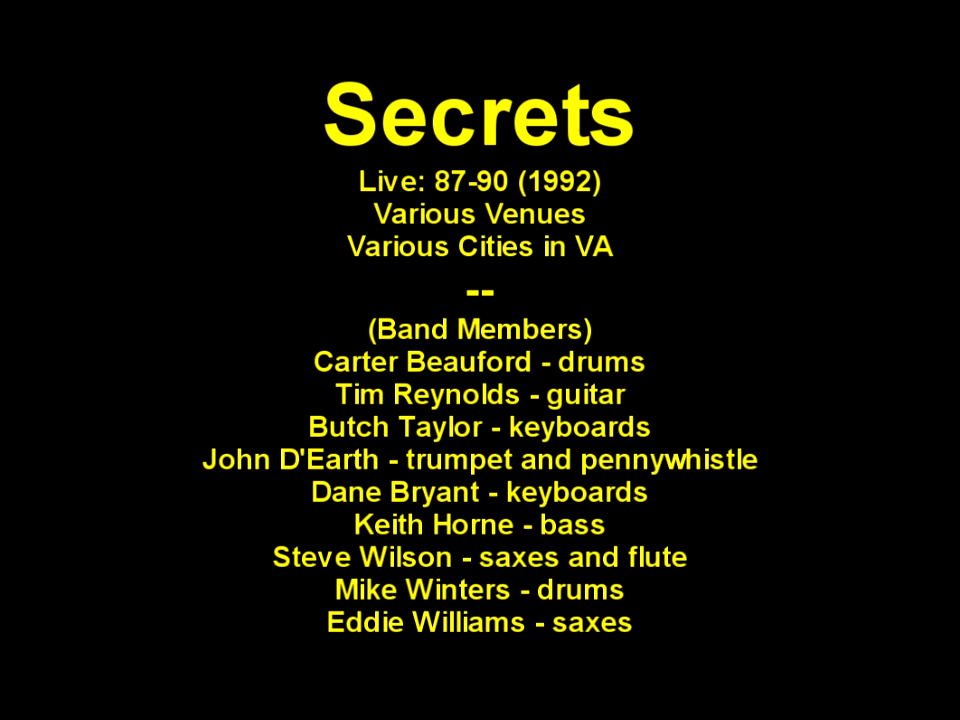 Secrets
Live: 87-90 (1992)
Various Venues
Various Cities in VA
--
(Band Members)
Carter Beauford - drums
Tim Reynolds - guitar
Butch Taylor - keyboards
John D'Earth - trumpet and pennywhistle
Dane Bryant - keyboards
Keith Horne - bass
Steve Wilson - saxes and flute
Mike Winters - drums
Eddie Williams - saxes